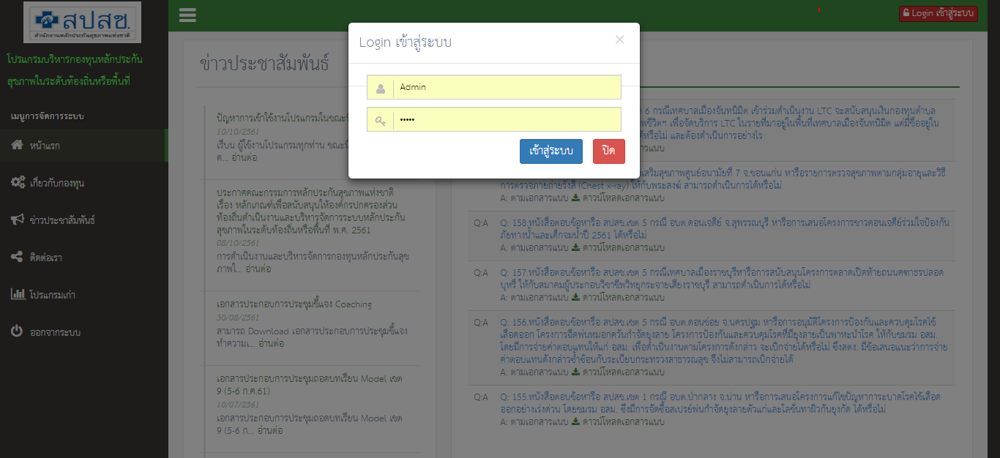 สปสช.
สำนักงานหลักประกันสุขภาพแห่งชาติ
โปรแกรมบริหารกองทุนหลักประกัน
สุขภาพในระดับท้องถิ่นหรือพื้นที่
เมนูการจัดการระบบ
หน้าแรก
เกี่ยวกับกองทุน
ข่าวประชาสัมพันธ์
ติดต่อเรา
โปรแกรมเก่า
ออกจากระบบ
Login เข้าสู่ระบบ
Login เข้าสู่ระบบ
×
Admin
•••••
เข้าสู่ระบบ ปิด
ข่าวประชาสัมพันธ์
ปัญหาการเข้าใช้งานโปรแกรมในขณะนี้
10/10/2561
เรียน ผู้ใช้งานโปรแกรมทุกท่าน ขณะนี้
ด... อ่านต่อ
ประกาศคณะกรรมการหลักประกันสุขภาพแห่งชาติ
เรื่อง หลักเกณฑ์เพื่อสนับสนุนให้องค์กรปกครองส่วน
ท้องถิ่นดำเนินงานและบริหารจัดการระบบหลักประกัน
สุขภาพในระดับท้องถิ่นหรือพื้นที่ พ.ศ. 2561
08/10/2561
การดำเนินงานและบริหารจัดการกองทุนหลักประกันสุข
ภาพใ... อ่านต่อ
เอกสารประกอบการประชุมชี้แจง Coaching
30/08/2561
สามารถ Download เอกสารประกอบการประชุมชี้แจง
ทำความเ... อ่านต่อ
เอกสารประกอบการประชุมถอดบทเรียน Model เขต
9 (5-6 ก.ค.61)
10/07/2561
เอกสารประกอบการประชุมถอดบทเรียน Model เขต
9 (5-6 ก... อ่านต่อ
6 กรณีเทศบาลเมืองจันทนิมิต เข้าร่วมดำเนินงาน LTC จะสนับสนุนเงินกองทุนตำบล
พชีวิตฯ เพื่อจัดบริการ LTC ในรายที่มาอยู่ในพื้นที่เทศบาลเมืองจันทนิมิต แต่มีชื่ออยู่ใน
ได้หรือไม่ และต้องดำเนินการอย่างไร
สารแนบ
เสริมสุขภาพศูนย์อนามัยที่ 7 จ.ขอนแก่น หารือรายการตรวจสุขภาพตามกลุ่มอายุและวิธี
การตรวจภายถ่ายรังสี (Chest x-ray) ให้กับพระสงฆ์ สามารถดำเนินการได้หรือไม่
A: ตามเอกสารแนบ ดาวน์โหลดเอกสารแนบ
Q:A Q: 158.หนังสือตอบข้อหารือ สปสช.เขต 5 กรณี อบต.ดอนเจดีย์ จ.สุพรรณบุรี หารือการเสนอโครงการชาวดอนเจดีย์ร่วมใจป้องกัน
ภัยทางน้ำและเด็กจมน้ำปี 2561 ได้หรือไม่
A: ตามเอกสารแนบ ดาวน์โหลดเอกสารแนบ
Q:A Q: 157.หนังสือตอบข้อหารือ สปสช.เขต 5 กรณีเทศบาลเมืองราชบุรีหารือการสนับสนุนโครงการตลาดเปิดท้ายถนนคฑาธรปลอด
บุหรี่ ให้กับสมาคมผู้ประกอบวิชาชีพวิทยุกระจายเสียงราชบุรี สามารถดำเนินการได้หรือไม่
A: ตามเอกสารแนบ ดาวน์โหลดเอกสารแนบ
Q:A Q: 156.หนังสือตอบข้อหารือ สปสช.เขต 5 กรณี อบต.ดอนข่อย จ.นครปฐม หารือการอนุมัติโครงการป้องกันและควบคุมโรคไข้
เลือดออก โครงการฉีดพ่นหมอกควันกำจัดยุงลาย โครงการป้องกันและควบคุมโรคที่มียุงลายเป็นพาหะนำโรค ให้กับชมรม อสม.
โดยมีการจ่ายค่าตอบแทนให้แก่ อสม. เพื่อดำเนินงานตามโครงการดังกล่าว จะเบิกจ่ายได้หรือไม่ ซึ่งสตง. มีข้อเสนอแนะว่าการจ่าย
ค่าตอบแทนดังกล่าวซ้ำซ้อนกับระเบียบกระทรวงสาธารณสุข จึงไม่สามารถเบิกจ่ายได้
A: ตามเอกสารแนบ ดาวน์โหลดเอกสารแนบ
Q:A Q: 155.หนังสือตอบข้อหารือ สปสช.เขต 1 กรณี อบต.ป่ากลาง จ.น่าน หารือการเสนอโครงการแก้ไขปัญหาการะบาดโรคไข้เลือด
ออกอย่างเร่งด่วน โดยชมรม อสม. ซึ่งมีการจัดซื้อสเปรย์พ่นกำจัดยุงลายตัวแก่และโลชั่นทาผิวกันยุงกัด ได้หรือไม่
A: ตามเอกสารแนบ ดาวน์โหลดเอกสารแนบ